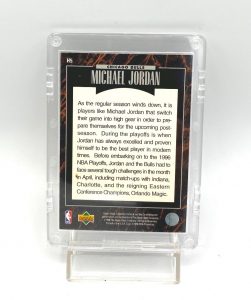 R5
CHICAGO BULLS
MICHAEL JORDAN
As the regular season winds down, it is
players like Michael Jordan that switch
their game into high gear in order to pre-
pare themselves for the upcoming post-
season. During the playoffs is when
Jordan has always excelled and proven
himself to be the best player in modern
times. Before embarking on to the 1996
NBA Playoffs, Jordan and the Bulls had to
face several tough challenges in the month
of April, including match-ups with Indiana,
Charlotte, and the reigning Eastern
Conference Champions, Orlando Magic.
UPPER DECK